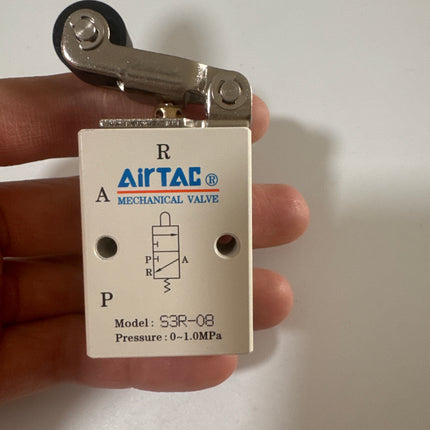 R
AirTAC ®
A
MECHANICAL VALVE
P A
R
P
Model: S3R-08
Pressure: 0~1.0MPa